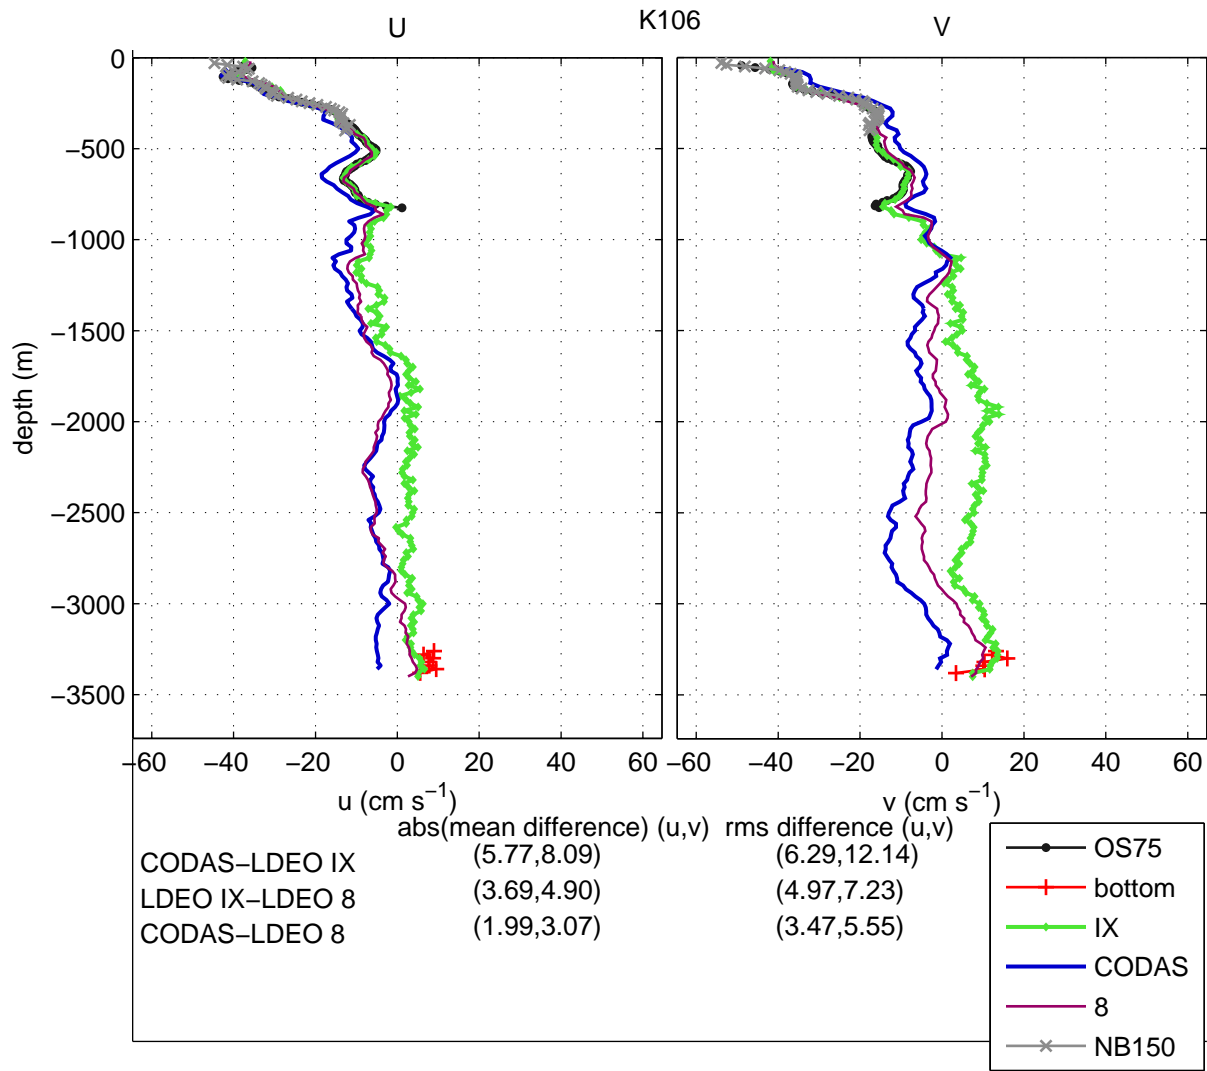 K106
U
V
0
−500
−1000
−1500
−2000
−2500
−3000
−3500
depth (m)
−60
−40
−20
0
20
40
60
−60
−40
−20
0
20
40
60
u (cm s−1)
v (cm s−1)
abs(mean difference) (u,v) rms difference (u,v)
CODAS−LDEO IX (5.77,8.09) (6.29,12.14)
LDEO IX−LDEO 8 (3.69,4.90) (4.97,7.23)
CODAS−LDEO 8 (1.99,3.07) (3.47,5.55)
OS75
bottom
IX
CODAS
8
NB150